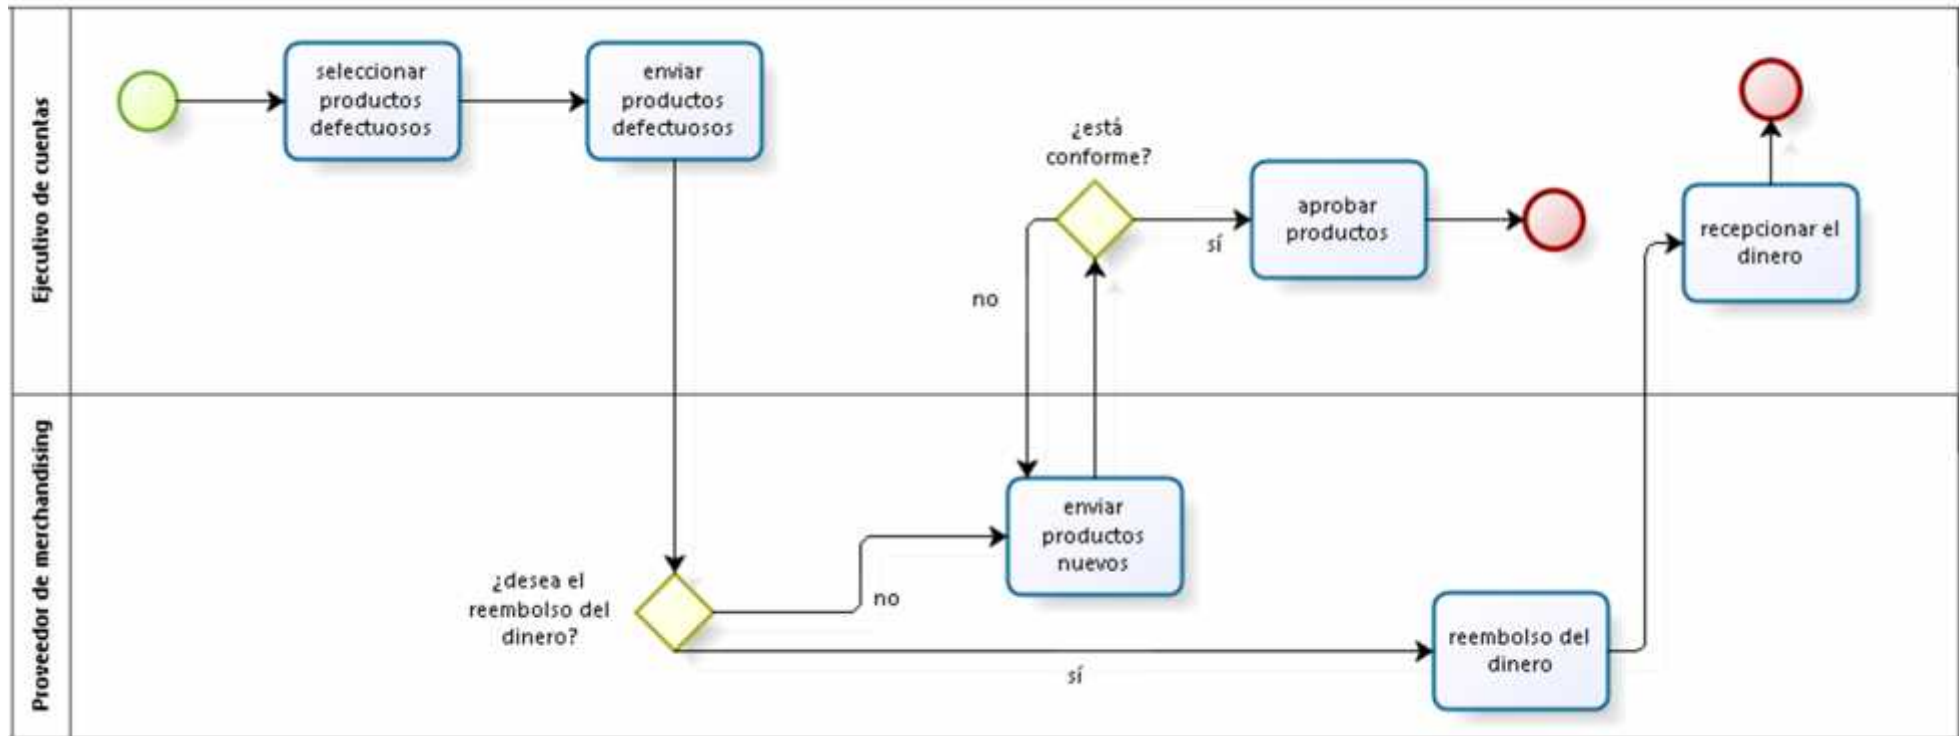 Ejecutivo de cuentas
seleccionar
productos
defectuosos
enviar
productos
defectuosos
¿está
conforme?
no
sí
aprobar
productos
recepcionar el
dinero
Proveedor de merchandising
¿desea el
reembolso del
dinero?
no
sí
enviar
productos
nuevos
reembolso del
dinero